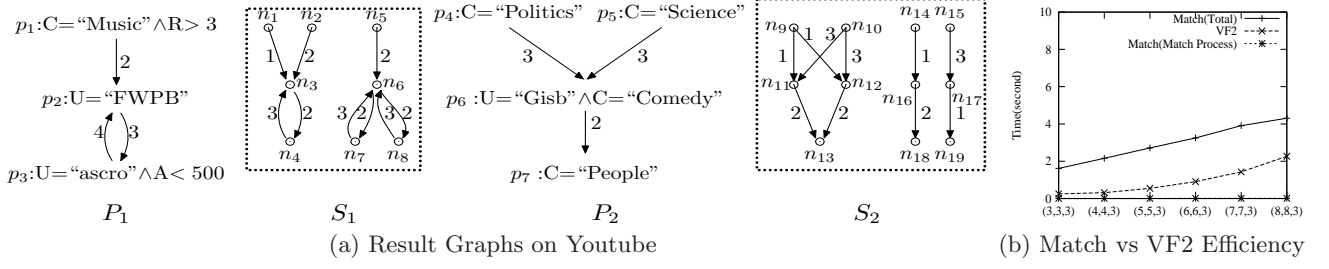 p1:C="Music"∧R> 3
2
p2:U="FWPB"
4 3
p3:U="ascro"∧A< 500
P1
n1 n2 n5
1 2 2
n3 n6
3 2 3 2 3 2
n4 n7 n8
S1
p4:C="Politics" p5:C="Science"
3 3
p6 :U="Gisb"∧C="Comedy"
2
p7 :C="People"
P2
n9 n10 n14 n15
1 3 3 3 1 3
n11 n12 n16 n17
2 2 2 1
n13 n18 n19
S2
(a) Result Graphs on Youtube
Match(Total)
VF2
Match(Match Process)
Time(second)
10
8
6
4
2
0
(3,3,3) (4,4,3) (5,5,3) (6,6,3) (7,7,3) (8,8,3)
(b) Match vs VF2 Efficiency